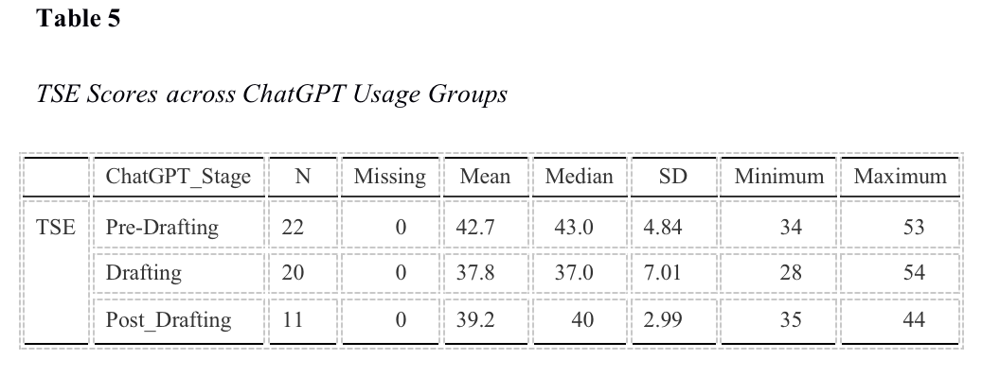 Table 5
TSE Scores across ChatGPT Usage Groups
ChatGPT_Stage N Missing Mean Median SD Minimum Maximum
TSE Pre-Drafting 22 0 42.7 43.0 4.84 34 53
Drafting 20 0 37.8 37.0 7.01 28 54
Post_Drafting 11 0 39.2 40 2.99 35 44